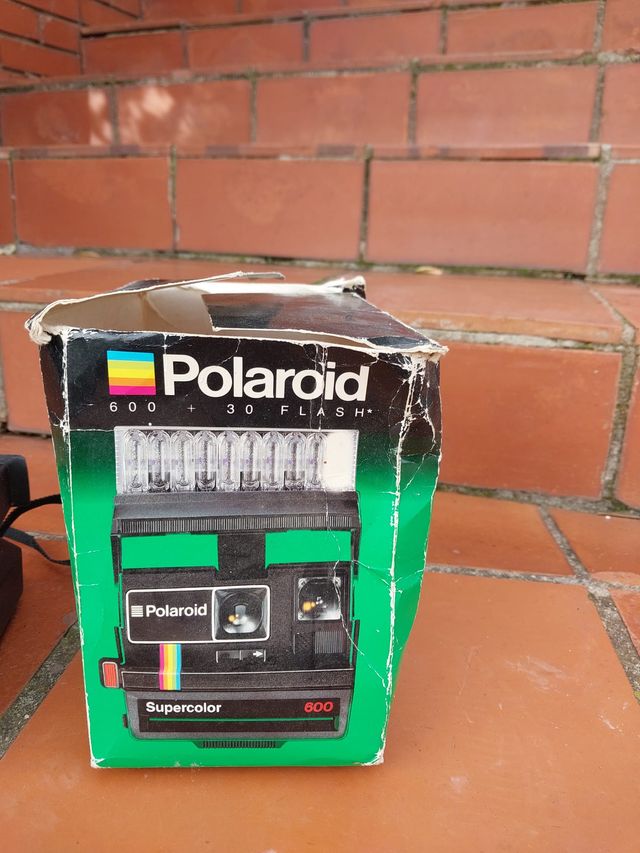 Polaroid
600 + 30 FLASH*
Polaroid
Supercolor 600